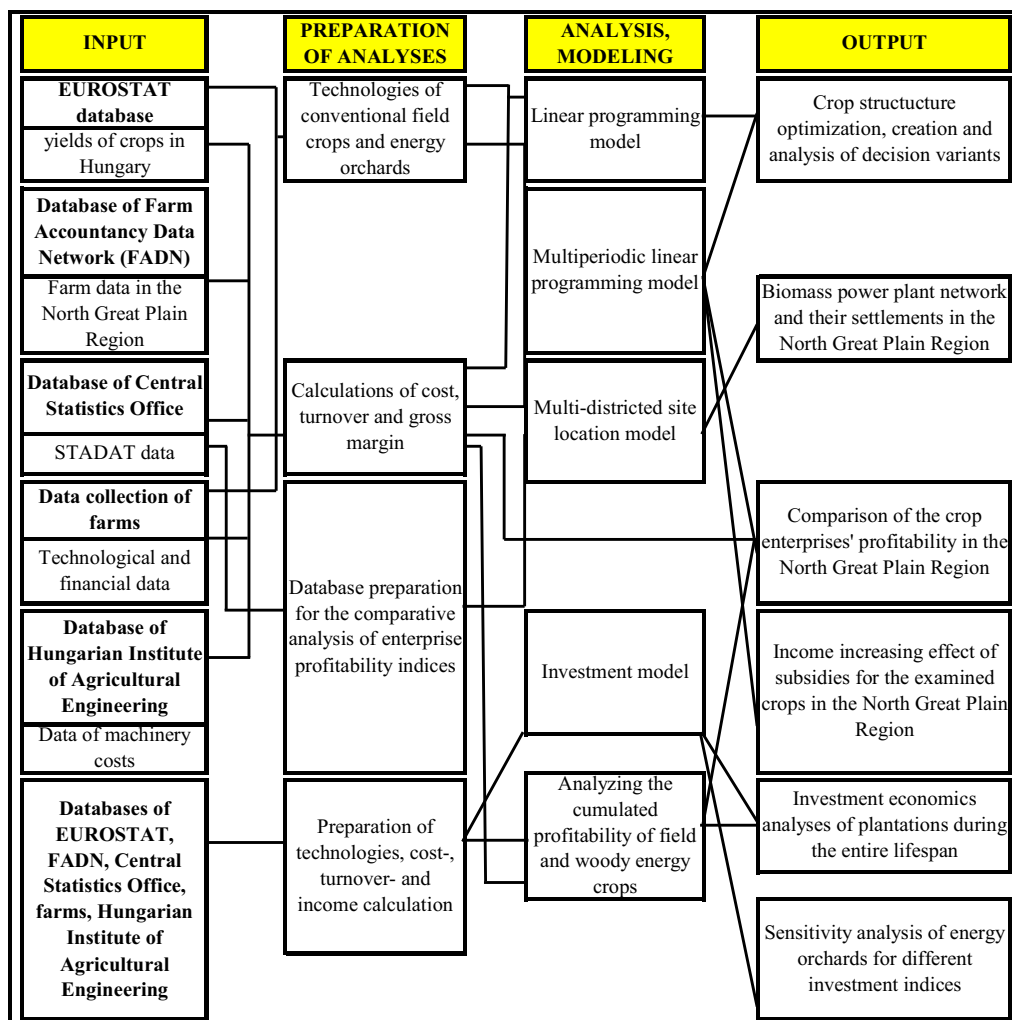 INPUT
EUROSTAT
database
yields of crops in
Hungary
Database of Farm
Accountancy Data
Network (FADN)
Farm data in the
North Great Plain
Region
Database of Central
Statistics Office
STADAT data
Data collection of
farms
Technological and
financial data
Database of
Hungarian Institute
of Agricultural
Engineering
Data of machinery
costs
Databases of
EUROSTAT,
FADN, Central
Statistics Office,
farms, Hungarian
Institute of
Agricultural
Engineering
PREPARATION
OF ANALYSES
Technologies of
conventional field
crops and energy
orchards
Calculations of cost,
turnover and gross
margin
Database preparation
for the comparative
analysis of enterprise
profitability indices
Preparation of
technologies, cost-,
turnover- and
income calculation
ANALYSIS,
MODELING
Linear programming
model
Multiperiodic linear
programming model
Multi-districted site
location model
Investment model
Analyzing the
cumulated
profitability of field
and woody energy
crops
OUTPUT
Crop structucture
optimization, creation and
analysis of decision variants
Biomass power plant network
and their settlements in the
North Great Plain Region
Comparison of the crop
enterprises' profitability in the
North Great Plain Region
Income increasing effect of
subsidies for the examined
crops in the North Great Plain
Region
Investment economics
analyses of plantations during
the entire lifespan
Sensitivity analysis of energy
orchards for different
investment indices